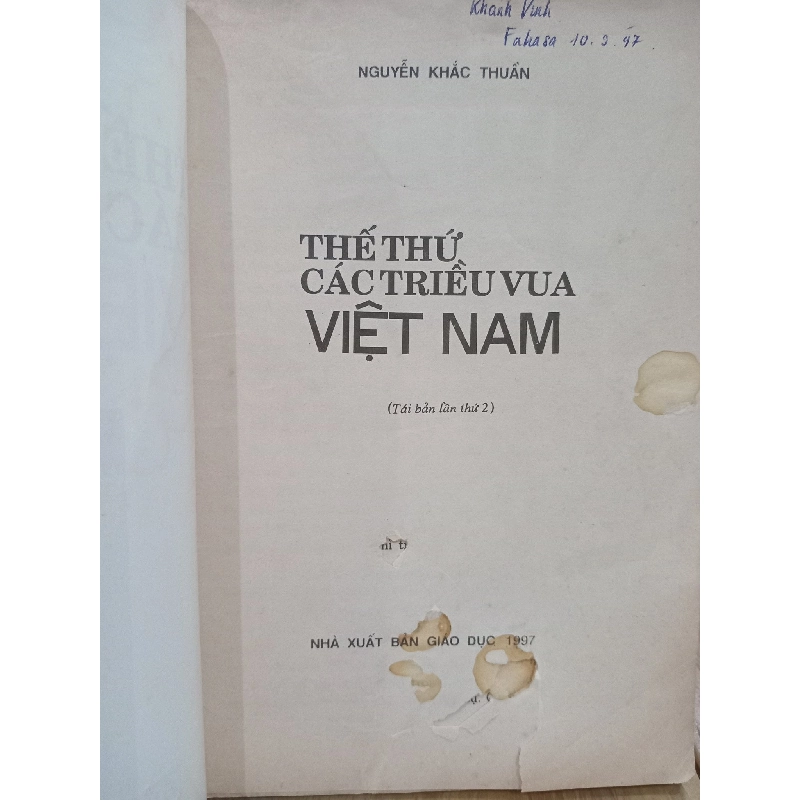 Khanh Vinh
Fahasa 10.3.97
NGUYỄN KHẮC THUẦN
THẾ THỨ
CÁC TRIỀU VUA
VIỆT NAM
(Tái bản lần thứ 2)
NHÀ XUẤT BẢN GIÁO DỤC 1997